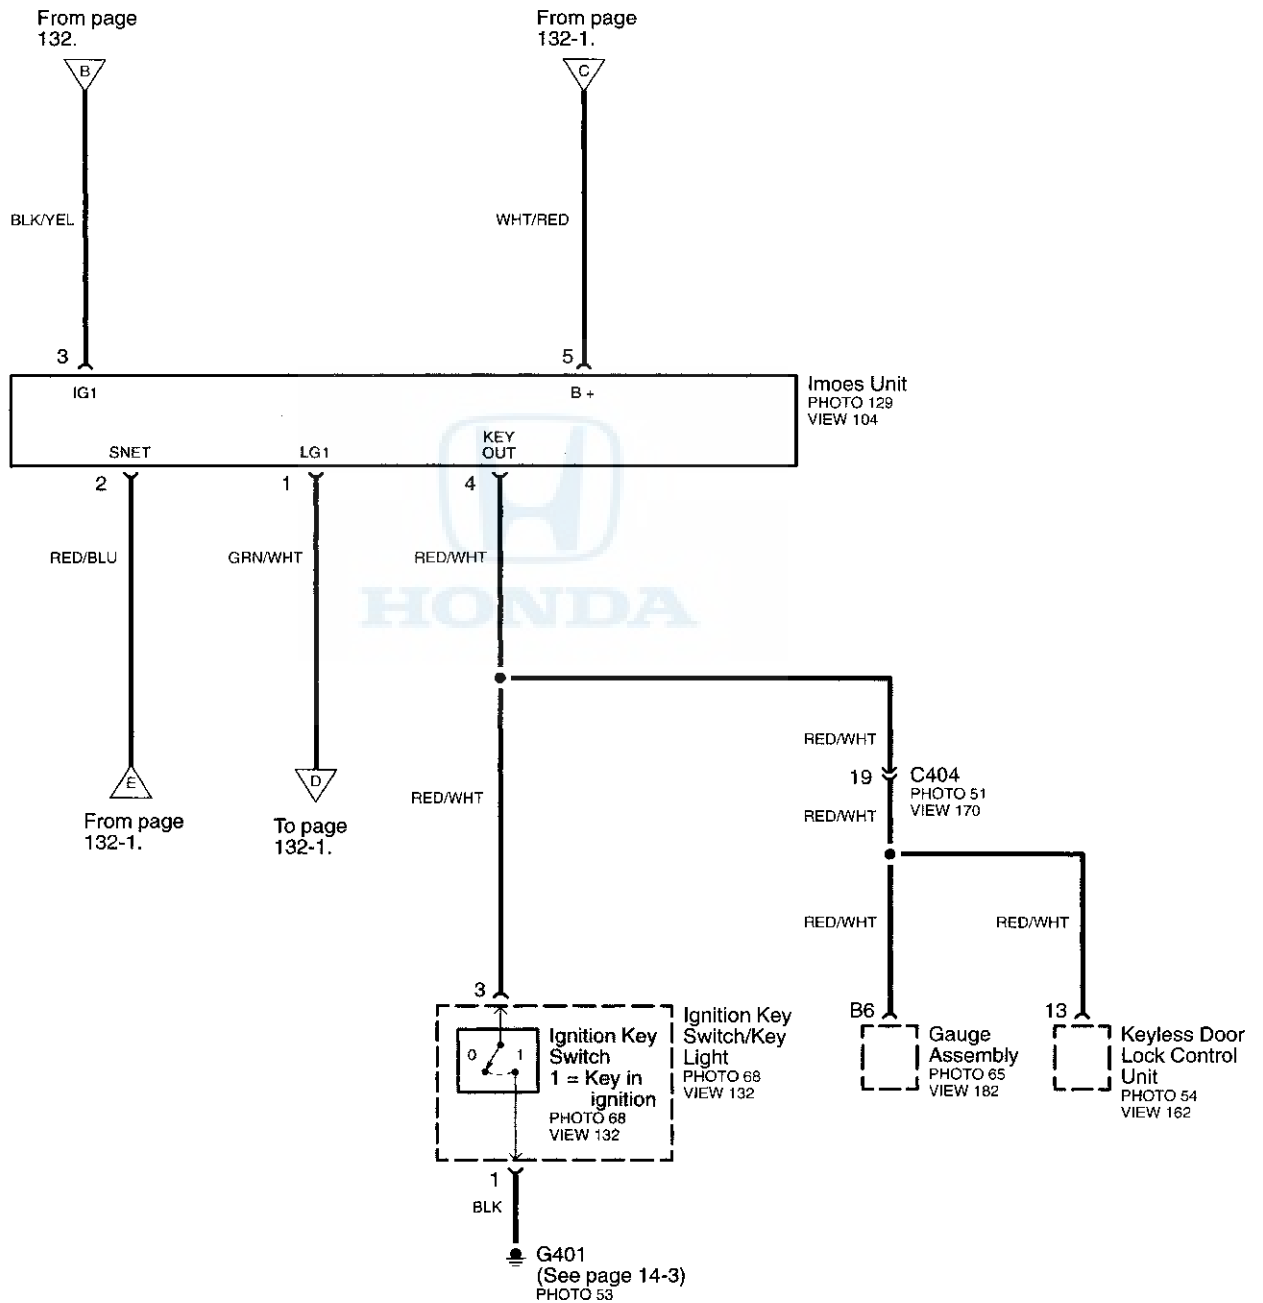 From page
132.
B
From page
132-1.
C
BLK/YEL
WHT/RED
3
5
IG1
B +
Imoes Unit
PHOTO 129
VIEW 104
SNET
LG1
KEY
OUT
2
1
4
RED/BLU
GRN/WHT
RED/WHT
HONDA
E
From page
132-1.
D
To page
132-1.
RED/WHT
RED/WHT
19
C404
PHOTO 51
VIEW 170
RED/WHT
RED/WHT
RED/WHT
3
Ignition Key
Switch/Key
Light
PHOTO 68
VIEW 132
0
1
Ignition Key
Switch
1 = Key in
ignition
PHOTO 68
VIEW 132
B6
Gauge
Assembly
PHOTO 65
VIEW 182
13
Keyless Door
Lock Control
Unit
PHOTO 54
VIEW 162
1
BLK
G401
(See page 14-3)
PHOTO 53